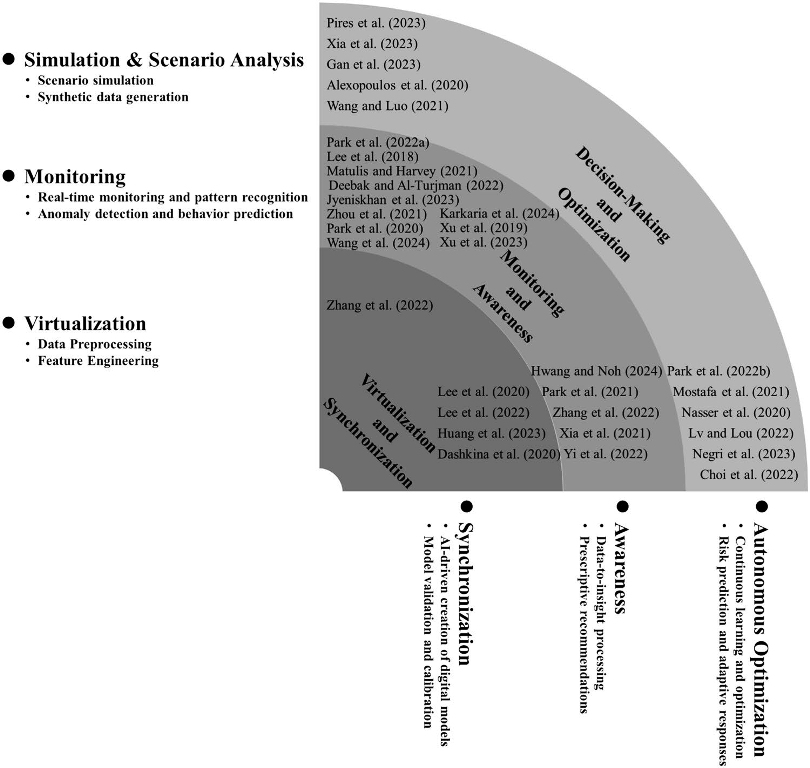 Simulation & Scenario Analysis
• Scenario simulation
• Synthetic data generation
Monitoring
• Real-time monitoring and pattern recognition
• Anomaly detection and behavior prediction
Virtualization
• Data Preprocessing
• Feature Engineering
Pires et al. (2023)
Xia et al. (2023)
Gan et al. (2023)
Alexopoulos et al. (2020)
Wang and Luo (2021)
Decision-Making
and
Optimization
Park et al. (2022a)
Lee et al. (2018)
Matulis and Harvey (2021)
Deebak and Al-Turjman (2022)
Jyeniskhan et al. (2023)
Zhou et al. (2021) Karkaria et al. (2024)
Park et al. (2020) Xu et al. (2019)
Wang et al. (2024) Xu et al. (2023)
Monitoring
and
Awareness
Zhang et al. (2022)
Virtualization
and
Synchronization
Hwang and Noh (2024) Park et al. (2022b)
Lee et al. (2020) Park et al. (2021) Mostafa et al. (2021)
Lee et al. (2022) Zhang et al. (2022) Nasser et al. (2020)
Huang et al. (2023) Xia et al. (2021) Lv and Lou (2022)
Dashkina et al. (2020) Yi et al. (2022) Negri et al. (2023)
Choi et al. (2022)
Synchronization
• AI-driven creation of digital models
• Model validation and calibration
Awareness
• Data-to-insight processing
• Prescriptive recommendations
Autonomous Optimization
• Continuous learning and optimization
• Risk prediction and adaptive responses